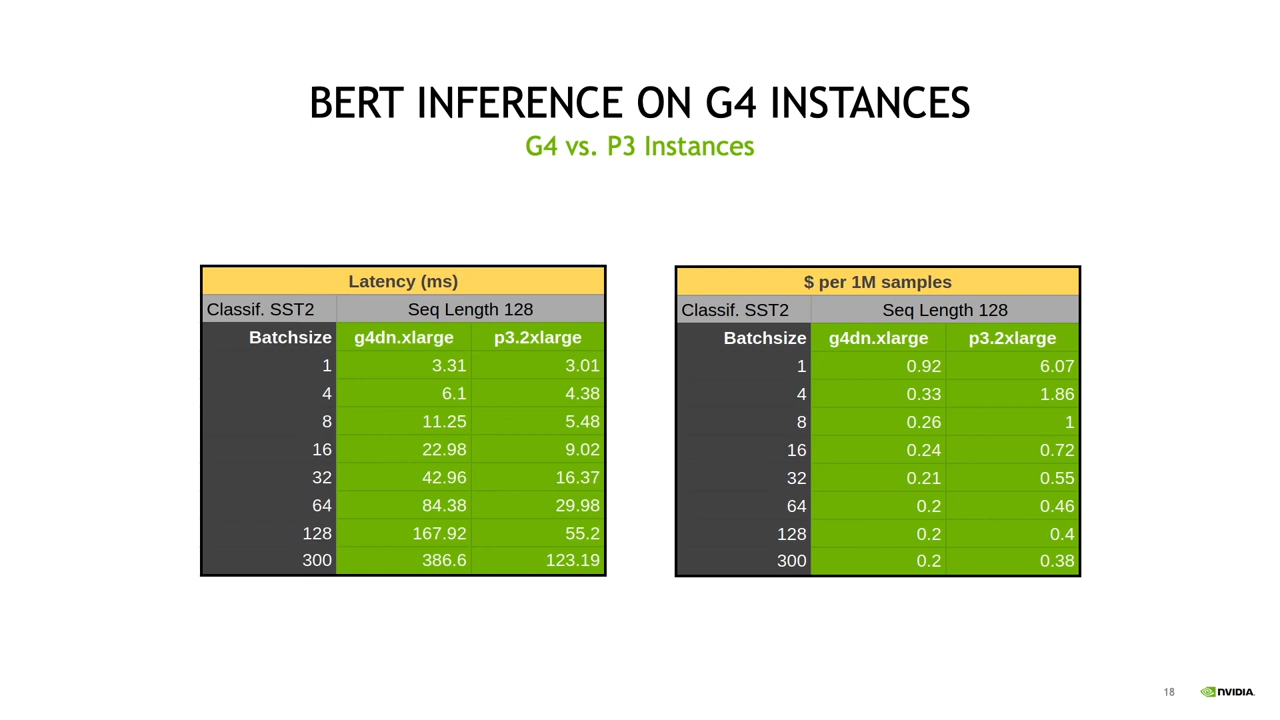 BERT INFERENCE ON G4 INSTANCES
G4 vs. P3 Instances
Latency (ms)
Classif. SST2 Seq Length 128
Batchsize g4dn.xlarge p3.2xlarge
1 3.31 3.01
4 6.1 4.38
8 11.25 5.48
16 22.98 9.02
32 42.96 16.37
64 84.38 29.98
128 167.92 55.2
300 386.6 123.19
$ per 1M samples
Classif. SST2 Seq Length 128
Batchsize g4dn.xlarge p3.2xlarge
1 0.92 6.07
4 0.33 1.86
8 0.26 1
16 0.24 0.72
32 0.21 0.55
64 0.2 0.46
128 0.2 0.4
300 0.2 0.38
18 NVIDIA.